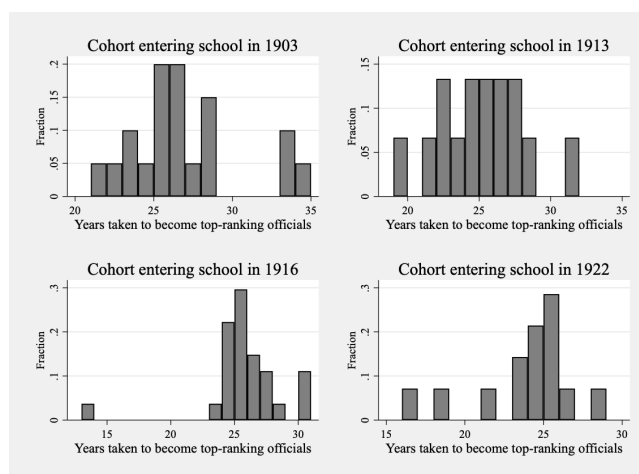 Cohort entering school in 1903
Fraction
0 .05 .1 .15 .2
20 25 30 35
Years taken to become top-ranking officials
Cohort entering school in 1913
Fraction
0 .05 .1 .15
20 25 30 35
Years taken to become top-ranking officials
Cohort entering school in 1916
Fraction
0 .1 .2 .3
15 20 25 30
Years taken to become top-ranking officials
Cohort entering school in 1922
Fraction
0 .1 .2 .3
15 20 25 30
Years taken to become top-ranking officials